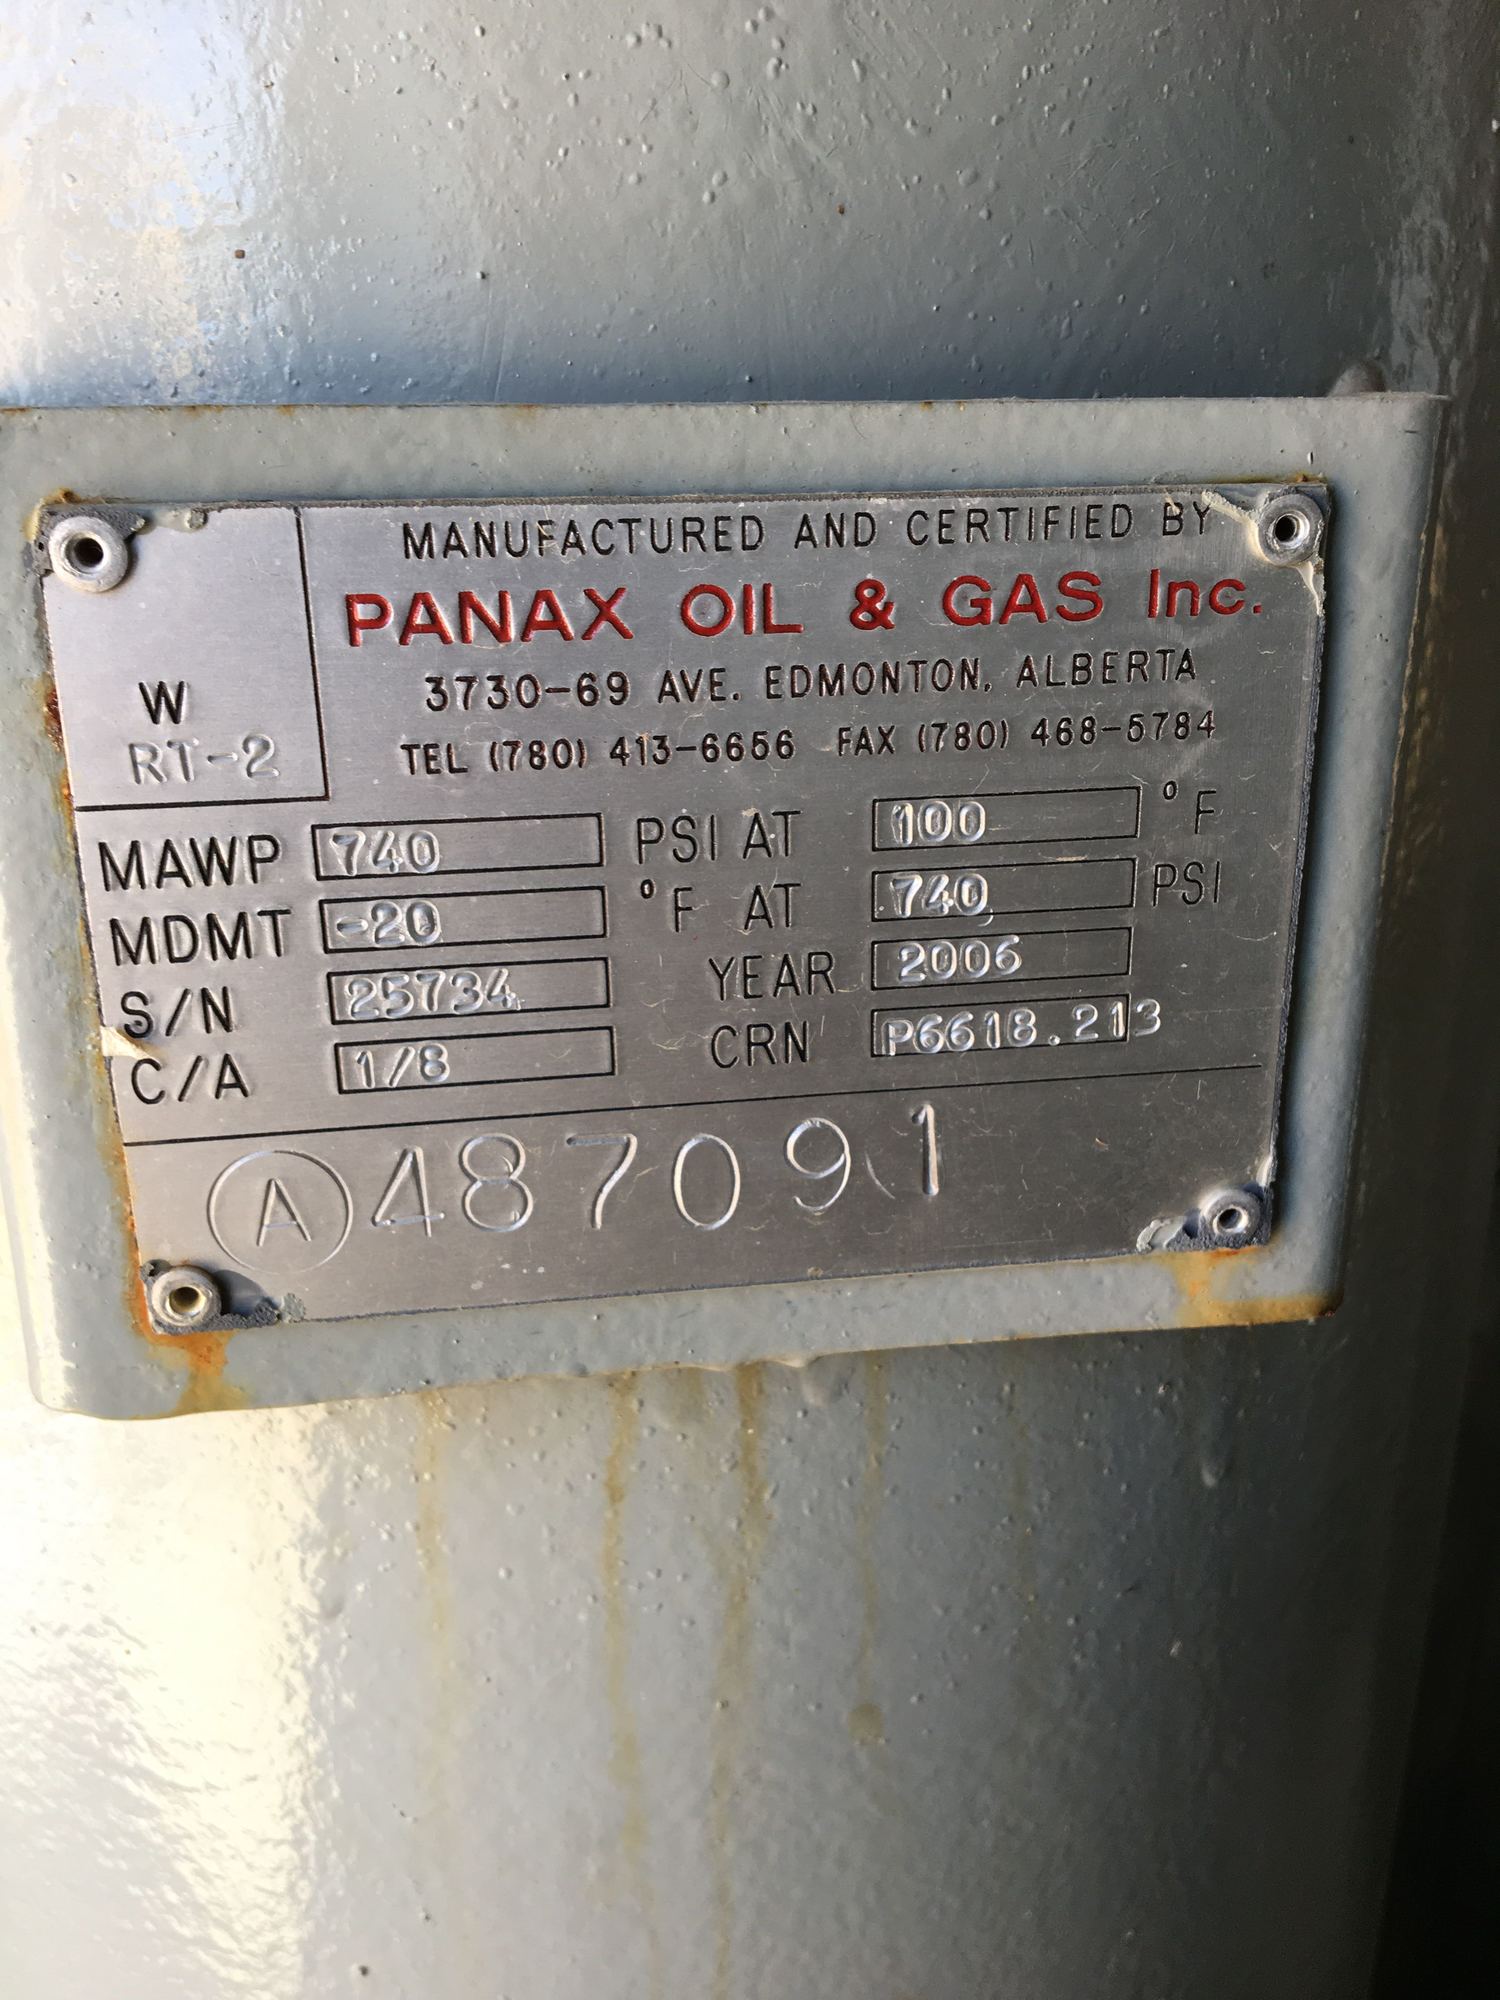 MANUFACTURED AND CERTIFIED BY
PANAX OIL & GAS Inc.
3730-69 AVE. EDMONTON, ALBERTA
TEL (780) 413-6656 FAX (780) 468-5784
W
RT-2
MAWP 740 PSI AT 100 °F
MDMT -20 °F AT 740 PSI
S/N 25734 YEAR 2006
C/A 1/8 CRN P6618.213
A 487091